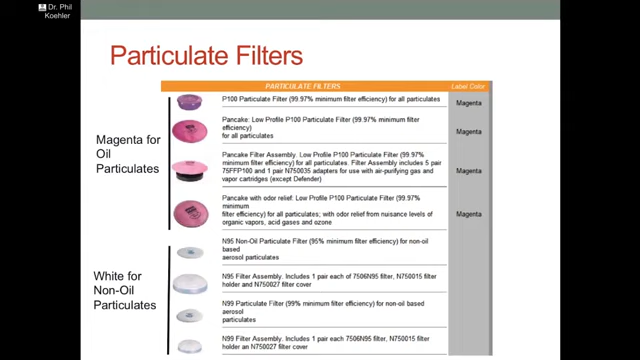 Dr. Phil
Koehler
Particulate Filters
PARTICULATE FILTERS
Label Color
P100 Particulate Filter (99.97% minimum filter efficiency) for all particulates
Magenta
Pancake: Low Profile P100 Particulate Filter (99.97% minimum filter
efficiency)
for all particulates
Magenta
Magenta for
Oil
Particulates
Pancake Filter Assembly. Low Profile P100 Particulate Filter (99.97%
minimum filter efficiency) for all particulates. Filter Assembly includes 5 pair
75FFP100 and 1 pair N750035 adapters for use with air-purifying gas and
vapor cartridges (except Defender)
Magenta
Pancake with odor relief: Low Profile P100 Particulate Filter (99.97%
minimum
filter efficiency) for all particulates; with odor relief from nuisance levels of
organic vapors, acid gases and ozone
Magenta
N95 Non-Oil Particulate Filter (95% minimum filter efficiency) for non-oil
based
aerosol particulates
White for
Non-Oil
Particulates
N95 Filter Assembly. Includes 1 pair each of 7506N95 filter, N750015 filter
holder and N750027 filter cover
N99 Particulate Filter (99% minimum filter efficiency) for non-oil based
aerosol
particulates
N99 Filter Assembly: Includes 1 pair each 7506N95 filter, N750015 filter
holder an N750027 filter cover